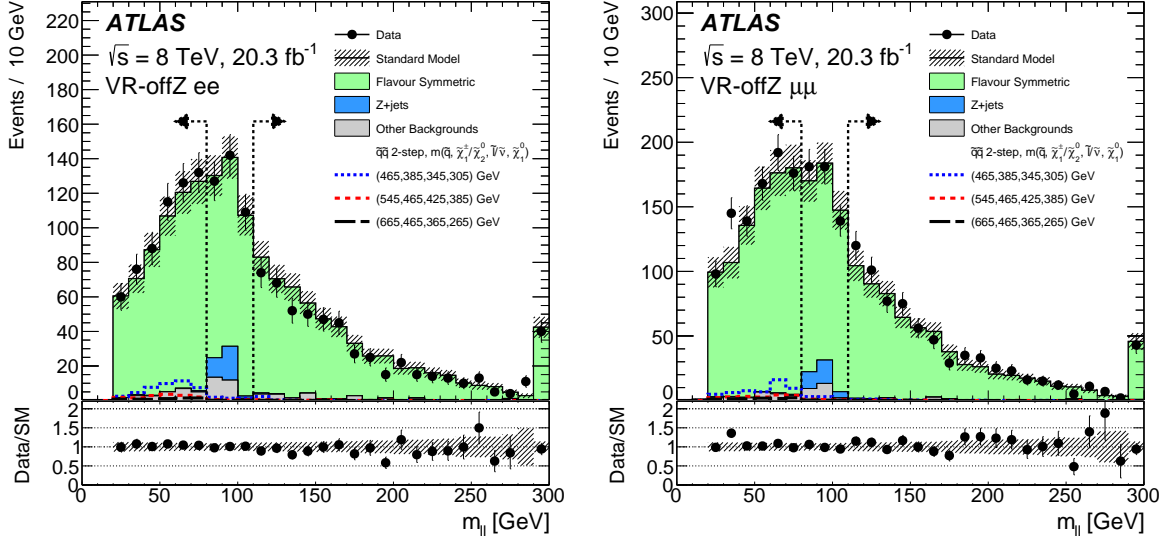 ATLAS
√s = 8 TeV, 20.3 fb⁻¹
VR-offZ ee
Data
Standard Model
Flavour Symmetric
Z+jets
Other Backgrounds
q̃q̃ 2-step, m(q̃, χ̃₁±/χ̃₂⁰, l̃/ν̃, χ̃₁⁰)
(465,385,345,305) GeV
(545,465,425,385) GeV
(665,465,365,265) GeV
Events / 10 GeV
220
200
180
160
140
120
100
80
60
40
20
0
Data/SM
2
1.5
1
0.5
0
0 50 100 150 200 250 300
m_ll [GeV]
ATLAS
√s = 8 TeV, 20.3 fb⁻¹
VR-offZ μμ
Data
Standard Model
Flavour Symmetric
Z+jets
Other Backgrounds
q̃q̃ 2-step, m(q̃, χ̃₁±/χ̃₂⁰, l̃/ν̃, χ̃₁⁰)
(465,385,345,305) GeV
(545,465,425,385) GeV
(665,465,365,265) GeV
Events / 10 GeV
300
250
200
150
100
50
0
Data/SM
2
1.5
1
0.5
0
0 50 100 150 200 250 300
m_ll [GeV]